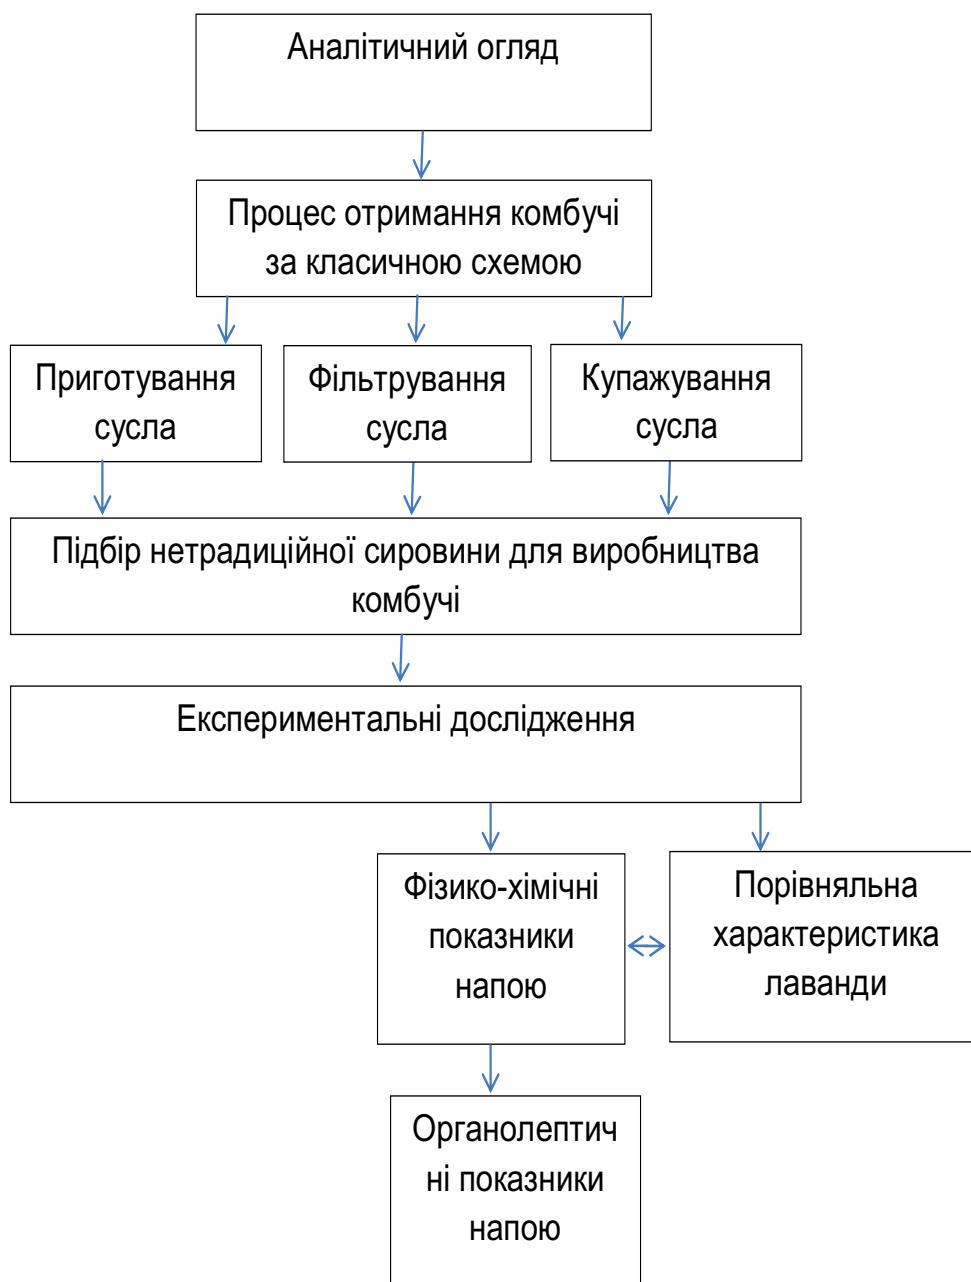 Аналітичний огляд
Процес отримання комбучі
за класичною схемою
Приготування
сусла
Фільтрування
сусла
Купажування
сусла
Підбір нетрадиційної сировини для виробництва
комбучі
Експериментальні дослідження
Фізико-хімічні
показники
напою
Порівняльна
характеристика
лаванди
Органолептич
ні показники
напою